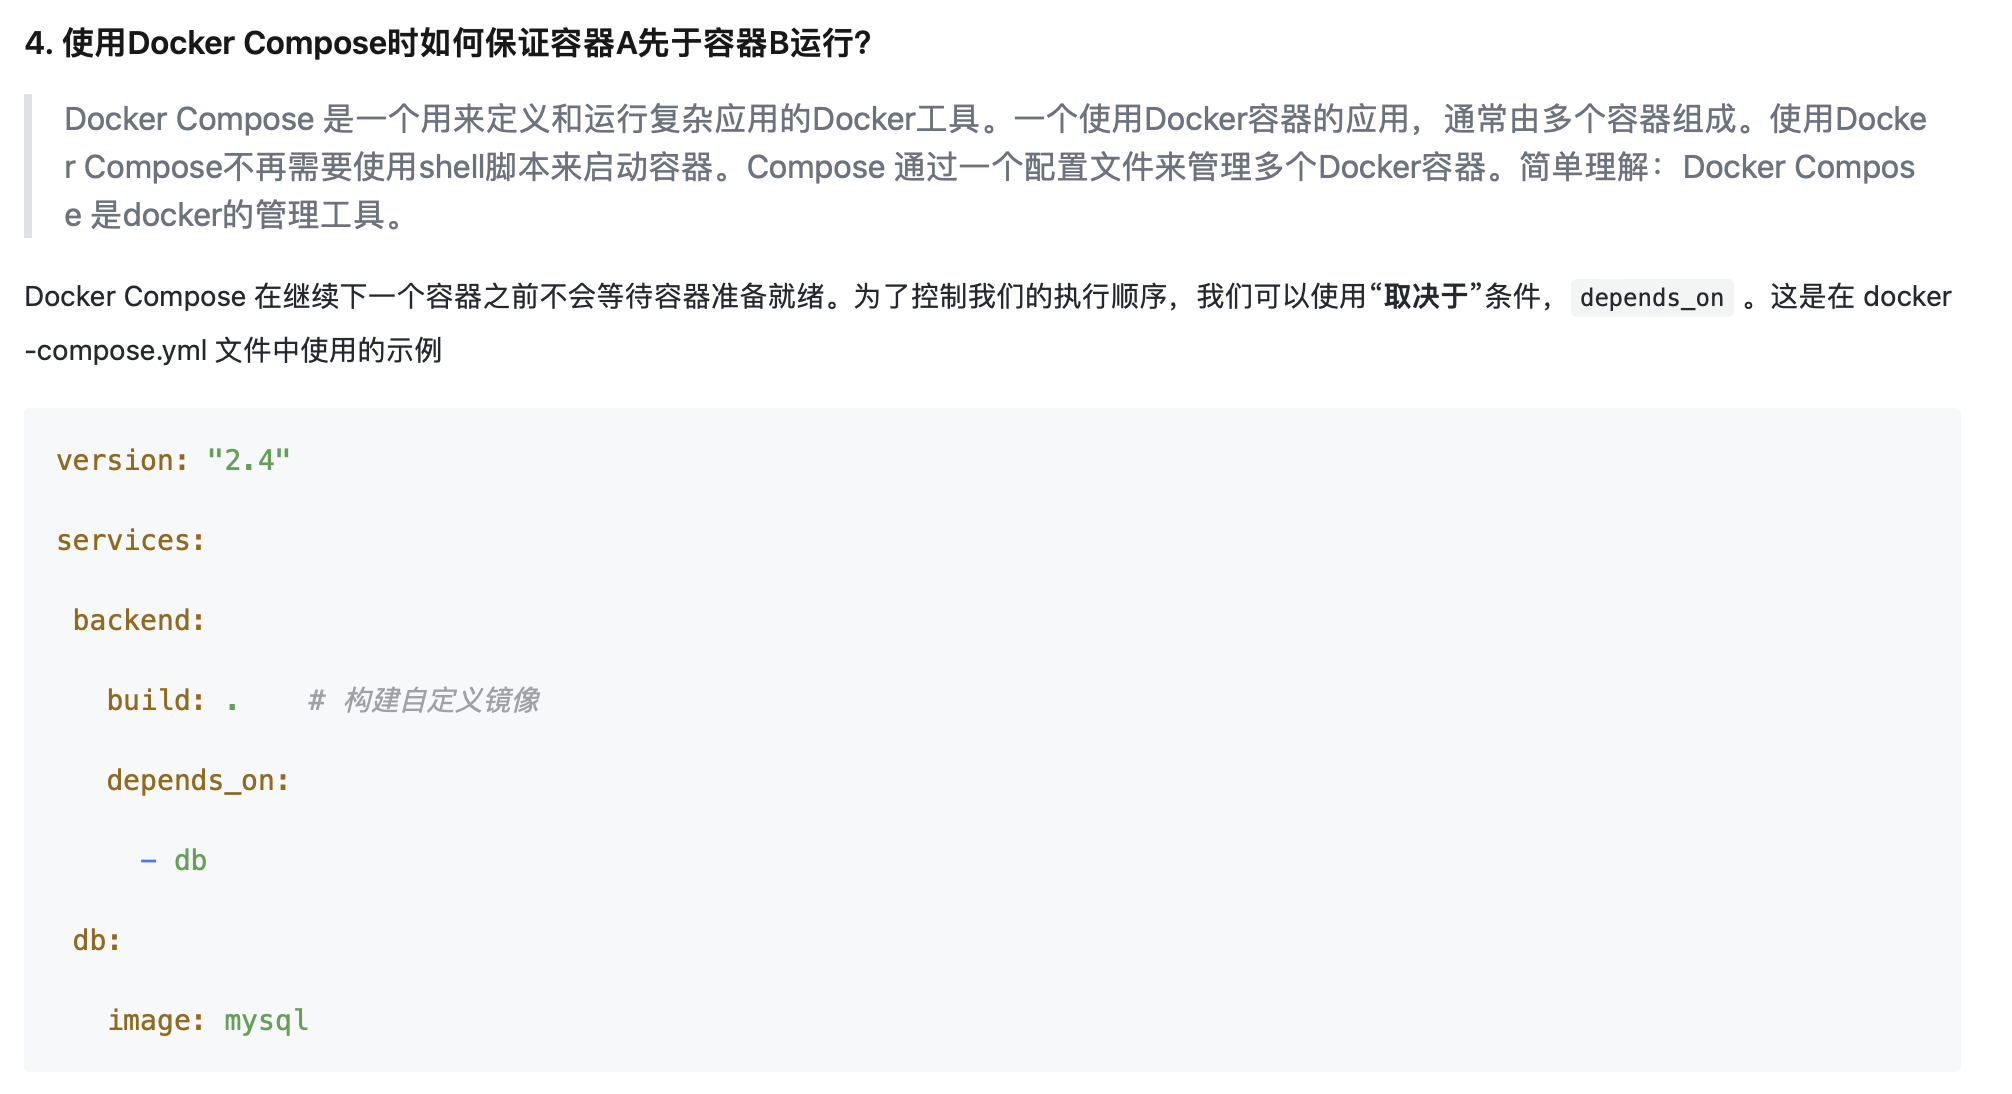 4. 使用Docker Compose时如何保证容器A先于容器B运行?
Docker Compose 是一个用来定义和运行复杂应用的Docker工具。一个使用Docker容器的应用，通常由多个容器组成。使用Docke
r Compose不再需要使用shell脚本来启动容器。Compose 通过一个配置文件来管理多个Docker容器。简单理解：Docker Compos
e 是docker的管理工具。
Docker Compose 在继续下一个容器之前不会等待容器准备就绪。为了控制我们的执行顺序，我们可以使用“取决于”条件，depends_on 。这是在 docker
-compose.yml 文件中使用的示例
version: "2.4"
services:
 backend:
   build: .    # 构建自定义镜像
   depends_on:
     - db
 db:
   image: mysql